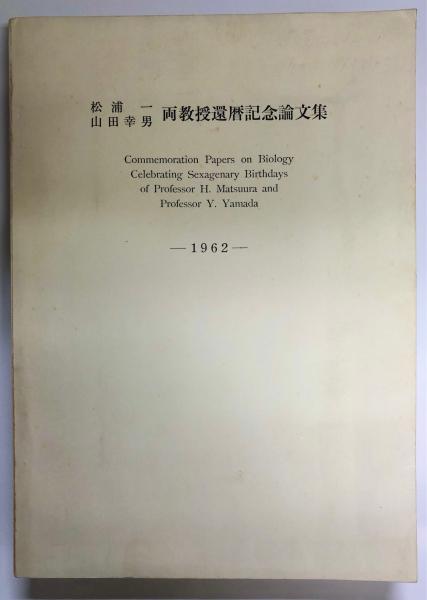 松浦一
山田幸男 両教授還暦記念論文集
Commemoration Papers on Biology
Celebrating Sexagenary Birthdays
of Professor H. Matsuura and
Professor Y. Yamada
—1962—